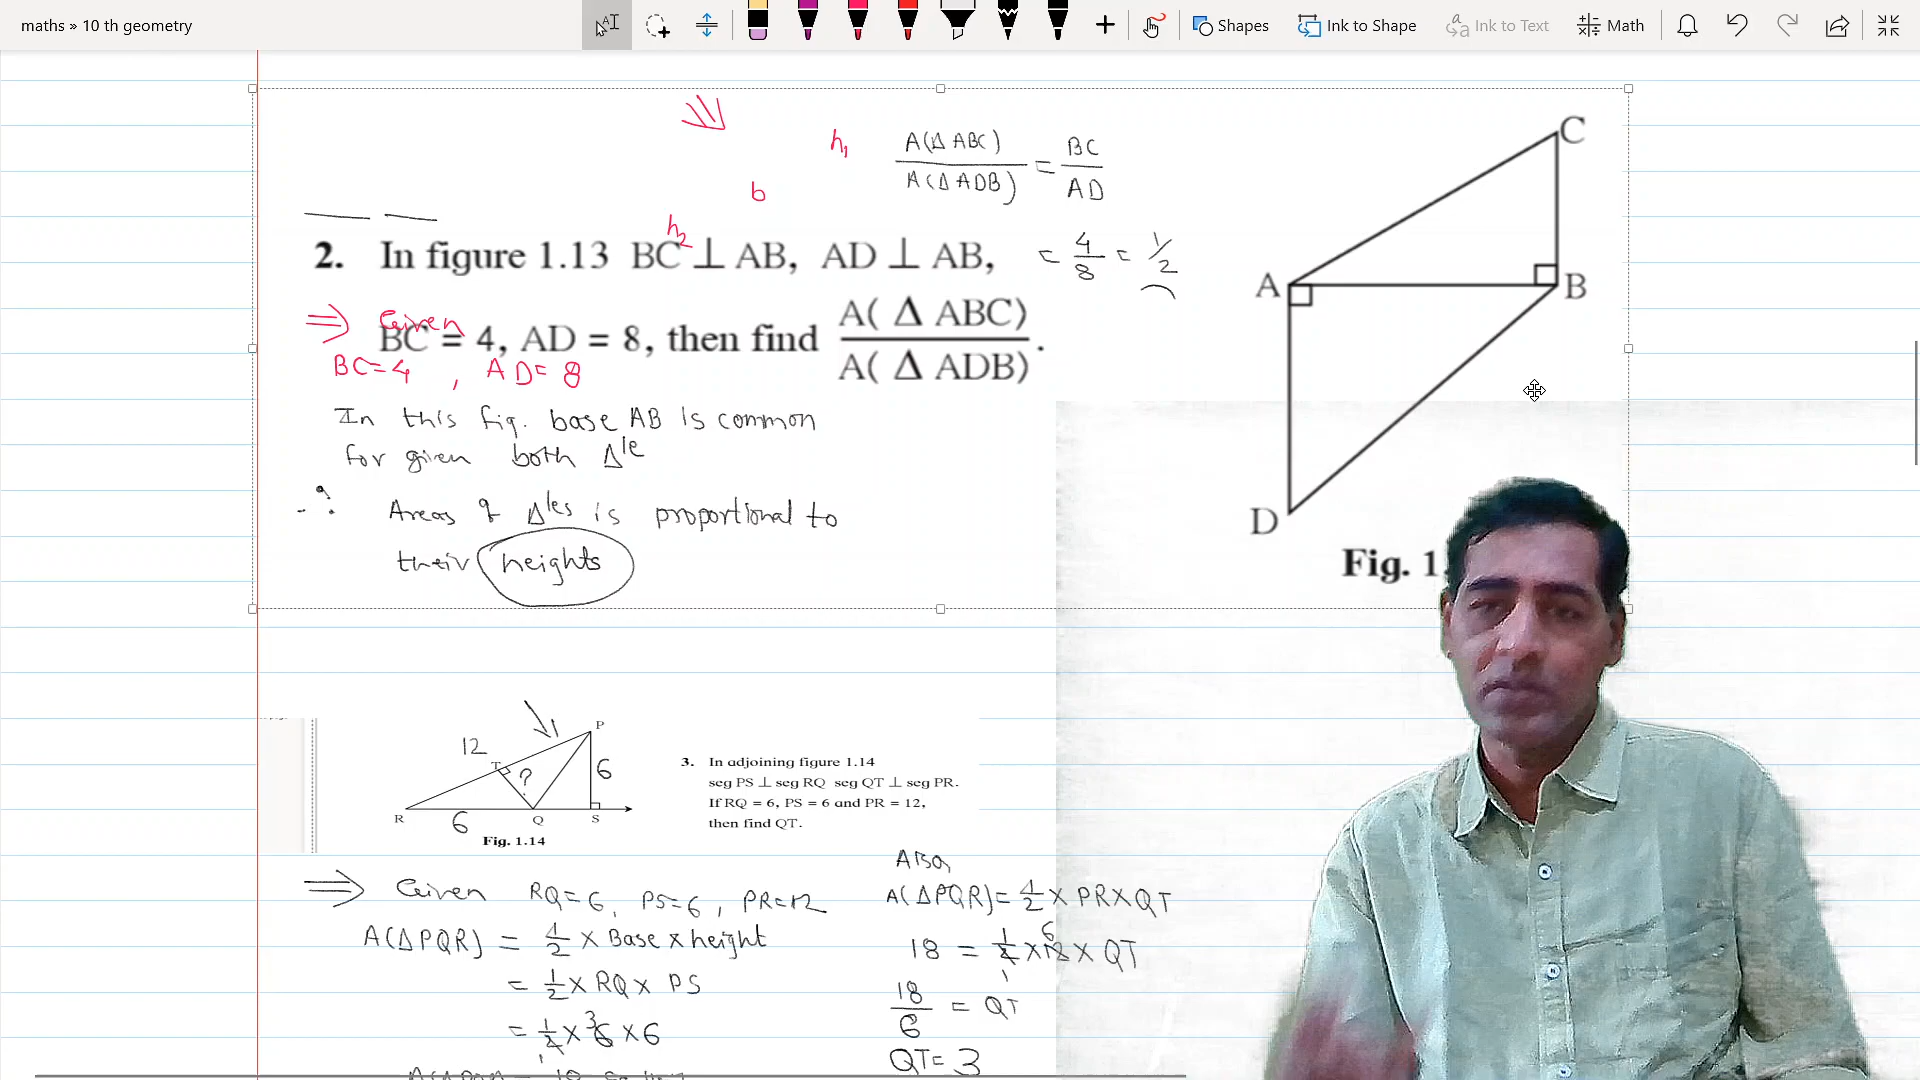 maths » 10 th geometry
Shapes
Ink to Shape
Ink to Text
Math
h1
b
h2
A(Δ ABC) / A(Δ ADB) = BC / AD
= 4/8 = 1/2
2. In figure 1.13 BC ⊥ AB, AD ⊥ AB,
BC = 4, AD = 8, then find A( Δ ABC) / A( Δ ADB) .
⇒ Given
BC=4 , AD=8
In this fig. base AB is common
for given both Δle
∴ Areas of Δles is proportional to
their heights
C
A
B
D
Fig. 1.
12
P
T
?
6
R
6
Q
S
Fig. 1.14
3. In adjoining figure 1.14
seg PS ⊥ seg RQ seg QT ⊥ seg PR.
If RQ = 6, PS = 6 and PR = 12,
then find QT.
⇒ Given RQ=6, PS=6, PR=12
A(ΔPQR) = 1/2 × Base × height
= 1/2 × RQ × PS
= 1/2 × 6 3 × 6
Also,
A(ΔPQR) = 1/2 × PR × QT
18 = 1/2 × 12 6 × QT
18/6 = QT
QT = 3